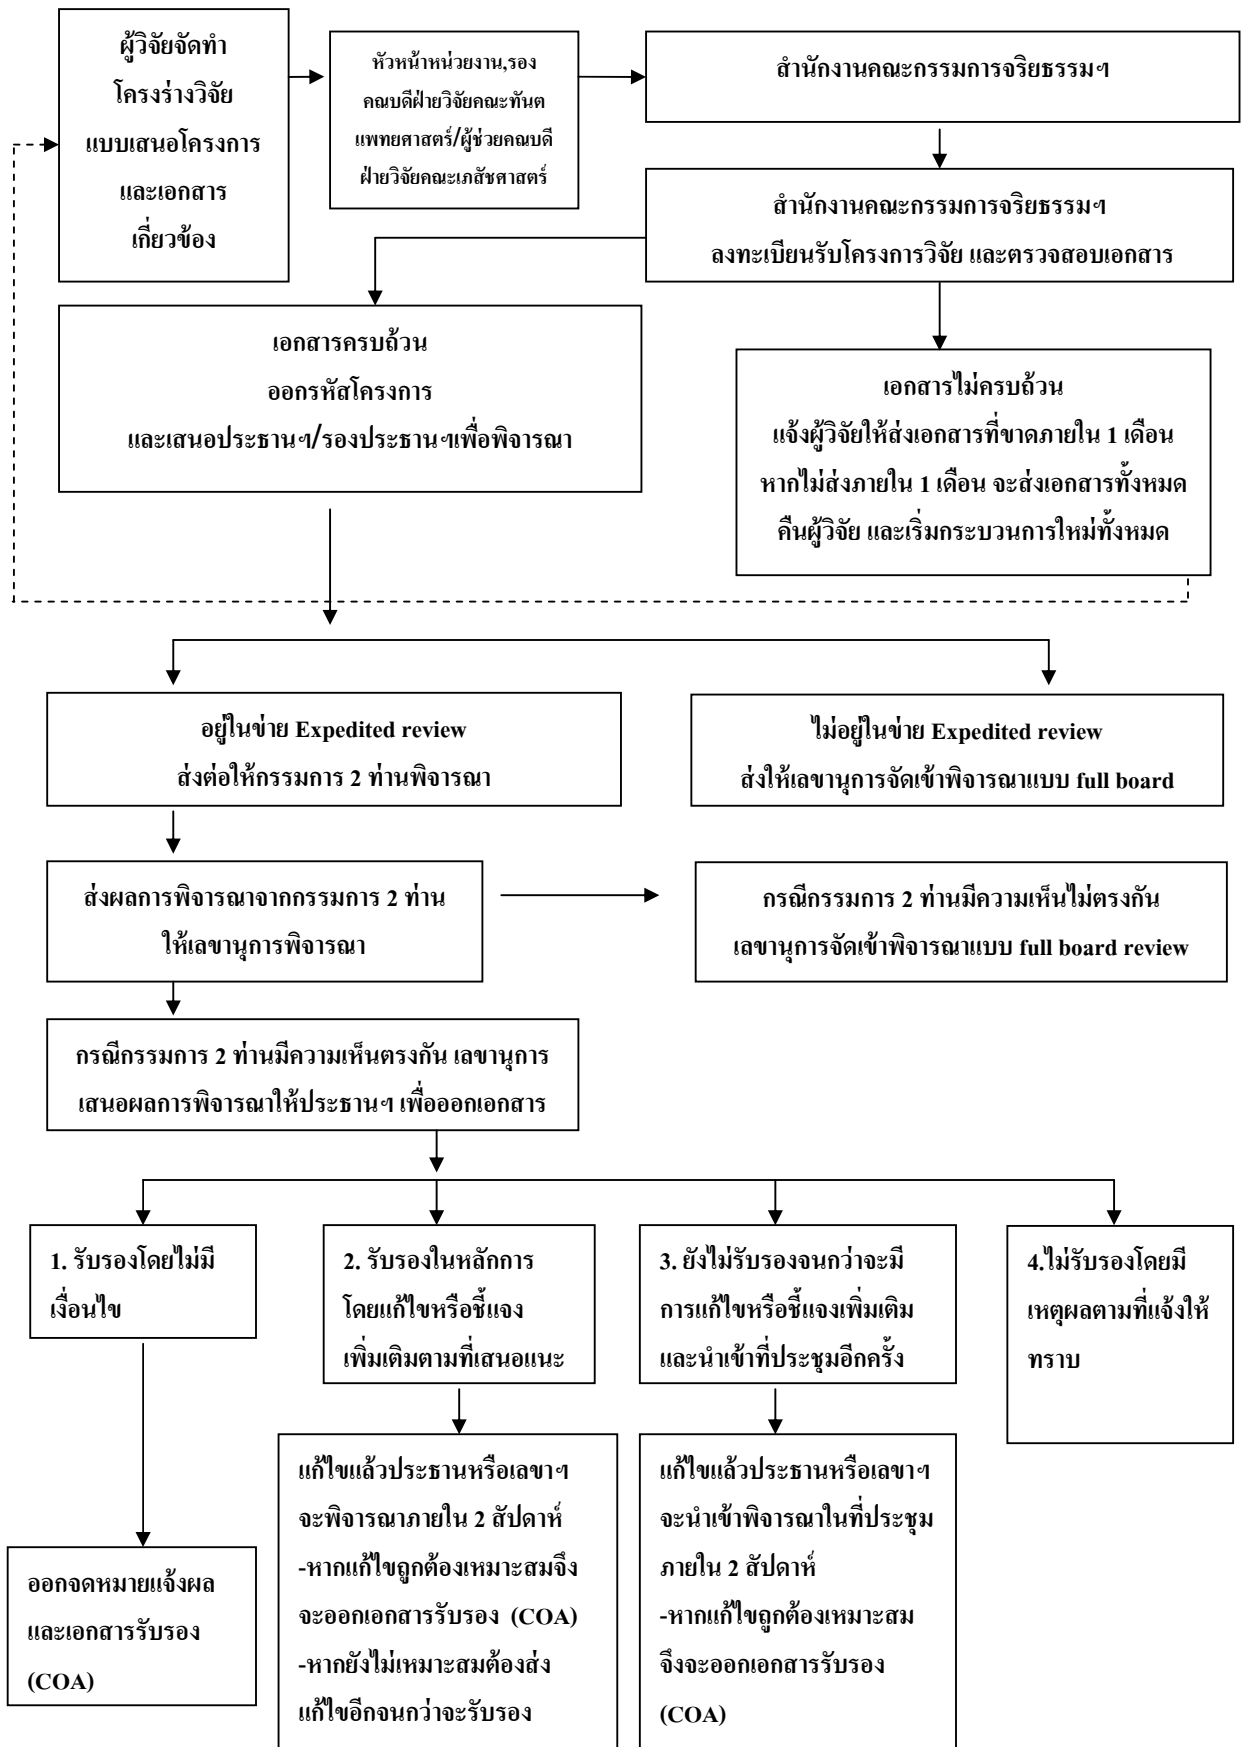 ผู้วิจัยจัดทำ
โครงร่างวิจัย
แบบเสนอโครงการ
และเอกสาร
เกี่ยวข้อง
หัวหน้าหน่วยงาน,รอง
คณบดีฝ่ายวิจัยคณะทันต
แพทยศาสตร์/ผู้ช่วยคณบดี
ฝ่ายวิจัยคณะเภสัชศาสตร์
สำนักงานคณะกรรมการจริยธรรมฯ
สำนักงานคณะกรรมการจริยธรรมฯ
ลงทะเบียนรับโครงการวิจัย และตรวจสอบเอกสาร
เอกสารครบถ้วน
ออกรหัสโครงการ
และเสนอประธานฯ/รองประธานฯเพื่อพิจารณา
เอกสารไม่ครบถ้วน
แจ้งผู้วิจัยให้ส่งเอกสารที่ขาดภายใน 1 เดือน
หากไม่ส่งภายใน 1 เดือน จะส่งเอกสารทั้งหมด
คืนผู้วิจัย และเริ่มกระบวนการใหม่ทั้งหมด
อยู่ในข่าย Expedited review
ส่งต่อให้กรรมการ 2 ท่านพิจารณา
ไม่อยู่ในข่าย Expedited review
ส่งให้เลขานุการจัดเข้าพิจารณาแบบ full board
ส่งผลการพิจารณาจากกรรมการ 2 ท่าน
ให้เลขานุการพิจารณา
กรณีกรรมการ 2 ท่านมีความเห็นไม่ตรงกัน
เลขานุการจัดเข้าพิจารณาแบบ full board review
กรณีกรรมการ 2 ท่านมีความเห็นตรงกัน เลขานุการ
เสนอผลการพิจารณาให้ประธานฯ เพื่อออกเอกสาร
1. รับรองโดยไม่มี
เงื่อนไข
2. รับรองในหลักการ
โดยแก้ไขหรือชี้แจง
เพิ่มเติมตามที่เสนอแนะ
3. ยังไม่รับรองจนกว่าจะมี
การแก้ไขหรือชี้แจงเพิ่มเติม
และนำเข้าที่ประชุมอีกครั้ง
4.ไม่รับรองโดยมี
เหตุผลตามที่แจ้งให้
ทราบ
ออกจดหมายแจ้งผล
และเอกสารรับรอง
(COA)
แก้ไขแล้วประธานหรือเลขาฯ
จะพิจารณาภายใน 2 สัปดาห์
-หากแก้ไขถูกต้องเหมาะสมจึง
จะออกเอกสารรับรอง (COA)
-หากยังไม่เหมาะสมต้องส่ง
แก้ไขอีกจนกว่าจะรับรอง
แก้ไขแล้วประธานหรือเลขาฯ
จะนำเข้าพิจารณาในที่ประชุม
ภายใน 2 สัปดาห์
-หากแก้ไขถูกต้องเหมาะสม
จึงจะออกเอกสารรับรอง
(COA)